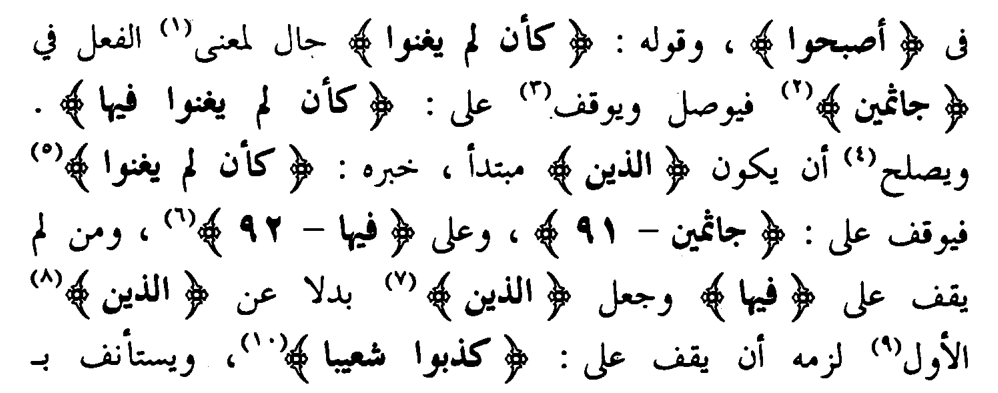 فى ﴿ أصبحوا ﴾ ، وقوله : ﴿ كأن لم يغنوا ﴾ حال لمعنى(١) الفعل في
﴿ جاثمين ﴾(٢) فيوصل ويوقف(٣) على : ﴿ كأن لم يغنوا فيها ﴾ .
ويصلح(٤) أن يكون ﴿ الذين ﴾ مبتدأ ، خبره : ﴿ كأن لم يغنوا ﴾(٥)
فيوقف على : ﴿ جاثمين – ٩١ ﴾ ، وعلى ﴿ فيها – ٩٢ ﴾(٦) ، ومن لم
يقف على ﴿ فيها ﴾ وجعل ﴿ الذين ﴾(٧) بدلا عن ﴿ الذين ﴾(٨)
الأول(٩) لزمه أن يقف على : ﴿ كذبوا شعيبا ﴾(١٠) ، ويستأنف بـ